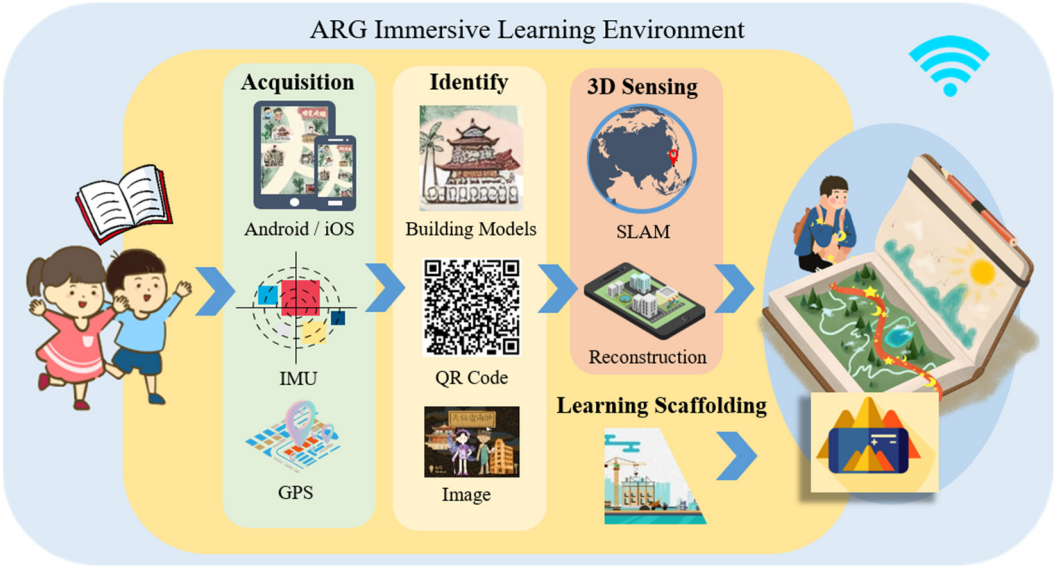 ARG Immersive Learning Environment
Acquisition
Android / iOS
IMU
GPS
Identify
Building Models
QR Code
Image
3D Sensing
SLAM
Reconstruction
Learning Scaffolding